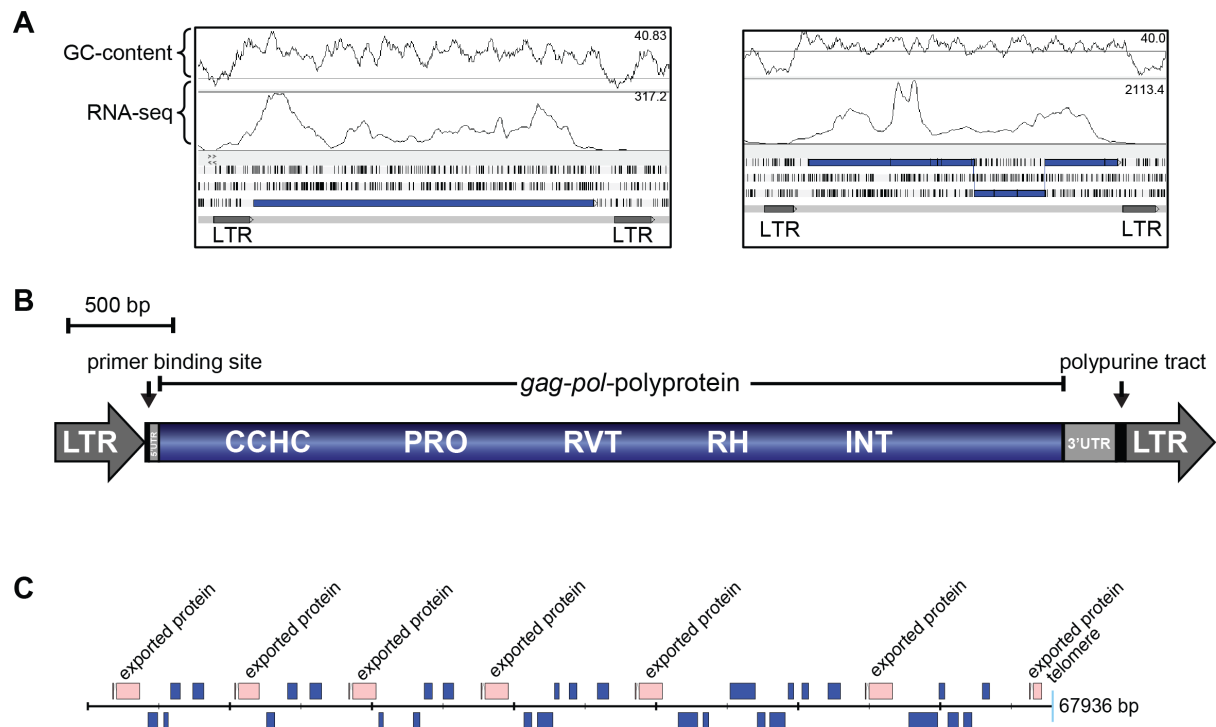 A
GC-content
RNA-seq
40.83
317.2
LTR LTR
40.0
2113.4
LTR LTR
B
500 bp
primer binding site
gag-pol-polyprotein
polypurine tract
LTR 5'UTR CCHC PRO RVT RH INT 3'UTR LTR
C
exported protein
exported protein
exported protein
exported protein
exported protein
exported protein
exported protein
telomere
67936 bp